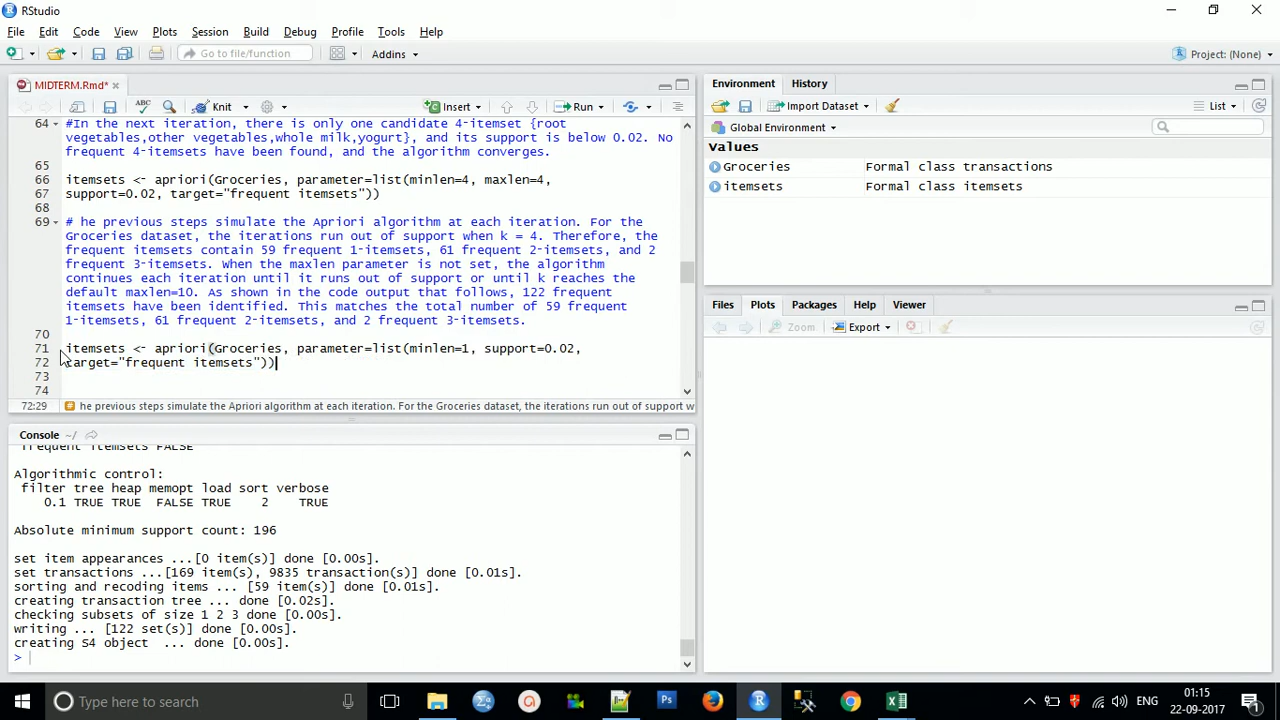 RStudio
File Edit Code View Plots Session Build Debug Profile Tools Help
Go to file/function
Addins
Project: (None)
MIDTERM.Rmd*
ABC
Knit
Insert
Run
64 #In the next iteration, there is only one candidate 4-itemset {root
vegetables,other vegetables,whole milk,yogurt}, and its support is below 0.02. No
frequent 4-itemsets have been found, and the algorithm converges.
65
66 itemsets <- apriori(Groceries, parameter=list(minlen=4, maxlen=4,
67 support=0.02, target="frequent itemsets"))
68
69 # he previous steps simulate the Apriori algorithm at each iteration. For the
Groceries dataset, the iterations run out of support when k = 4. Therefore, the
frequent itemsets contain 59 frequent 1-itemsets, 61 frequent 2-itemsets, and 2
frequent 3-itemsets. When the maxlen parameter is not set, the algorithm
continues each iteration until it runs out of support or until k reaches the
default maxlen=10. As shown in the code output that follows, 122 frequent
itemsets have been identified. This matches the total number of 59 frequent
1-itemsets, 61 frequent 2-itemsets, and 2 frequent 3-itemsets.
70
71 itemsets <- apriori(Groceries, parameter=list(minlen=1, support=0.02,
72 target="frequent itemsets"))
73
74
72:29 # he previous steps simulate the Apriori algorithm at each iteration. For the Groceries dataset, the iterations run out of support w
Console ~/
frequent itemsets FALSE
Algorithmic control:
filter tree heap memopt load sort verbose
0.1 TRUE TRUE FALSE TRUE 2 TRUE
Absolute minimum support count: 196
set item appearances ...[0 item(s)] done [0.00s].
set transactions ...[169 item(s), 9835 transaction(s)] done [0.01s].
sorting and recoding items ... [59 item(s)] done [0.01s].
creating transaction tree ... done [0.02s].
checking subsets of size 1 2 3 done [0.00s].
writing ... [122 set(s)] done [0.00s].
creating S4 object ... done [0.00s].
>
Environment History
Import Dataset
List
Global Environment
Values
Groceries Formal class transactions
itemsets Formal class itemsets
Files Plots Packages Help Viewer
Zoom
Export
Type here to search
ENG
01:15
22-09-2017